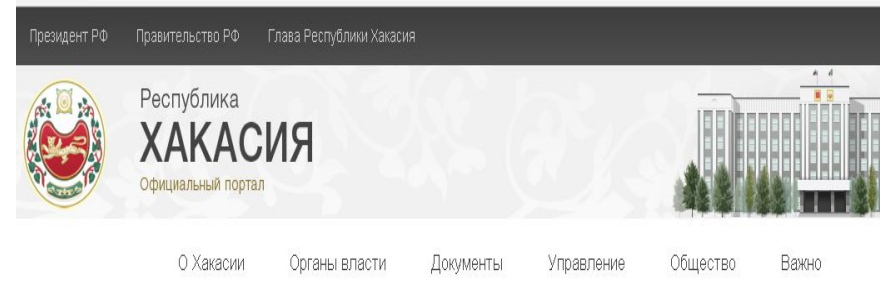 Президент РФ Правительство РФ Глава Республики Хакасия
Республика
ХАКАСИЯ
Официальный портал
О Хакасии Органы власти Документы Управление Общество Важно